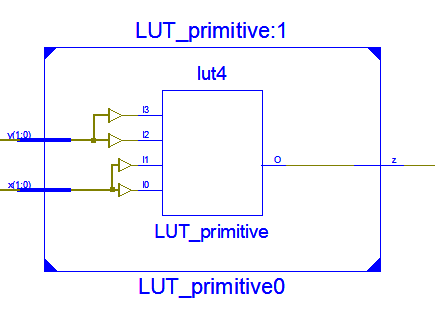 LUT_primitive:1
lut4
I3
y(1:0)
I2
I1
O
z
x(1:0)
I0
LUT_primitive
LUT_primitive0